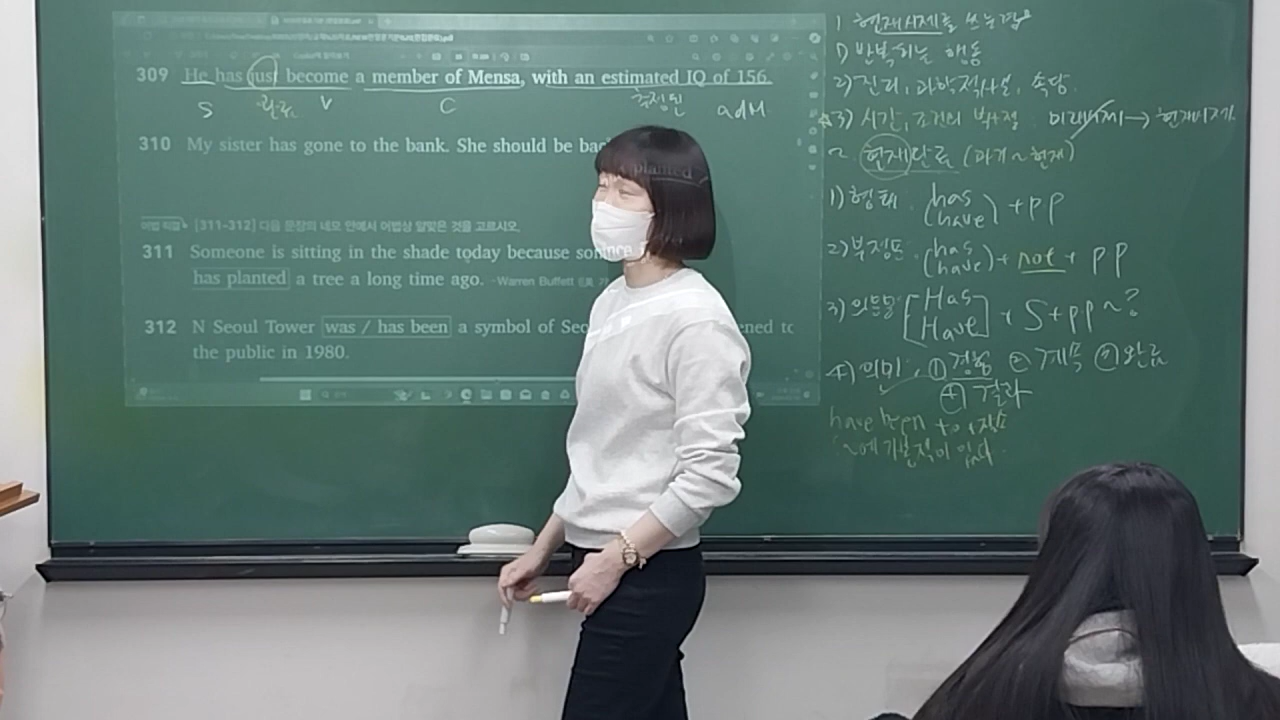 309 He has just become a member of Mensa, with an estimated IQ of 156.
S 완료 V C 추정된 adM
310 My sister has gone to the bank. She should be bac
planted
[311-312] 다음 문장의 네모 안에서 어법상 알맞은 것을 고르시오.
311 Someone is sitting in the shade today because som
has planted a tree a long time ago. -Warren Buffett
312 N Seoul Tower was / has been a symbol of Seo ened to
the public in 1980.
1 현재시제를 쓰는 경우
1) 반복되는 행동
2) 진리, 과학적사실, 속담
☆3) 시간, 조건의 부사절 미래시제 → 현재시제
2 현재완료 (과거~현재)
1) 형태 (has have) + pp
2) 부정문 (has have) + not + pp
3) 의문문 [Has Have] + S + pp ~?
4) 의미 ① 경험 ② 계속 ③ 완료
④ 결과
have been to + 장소
~에 가본적이 있다